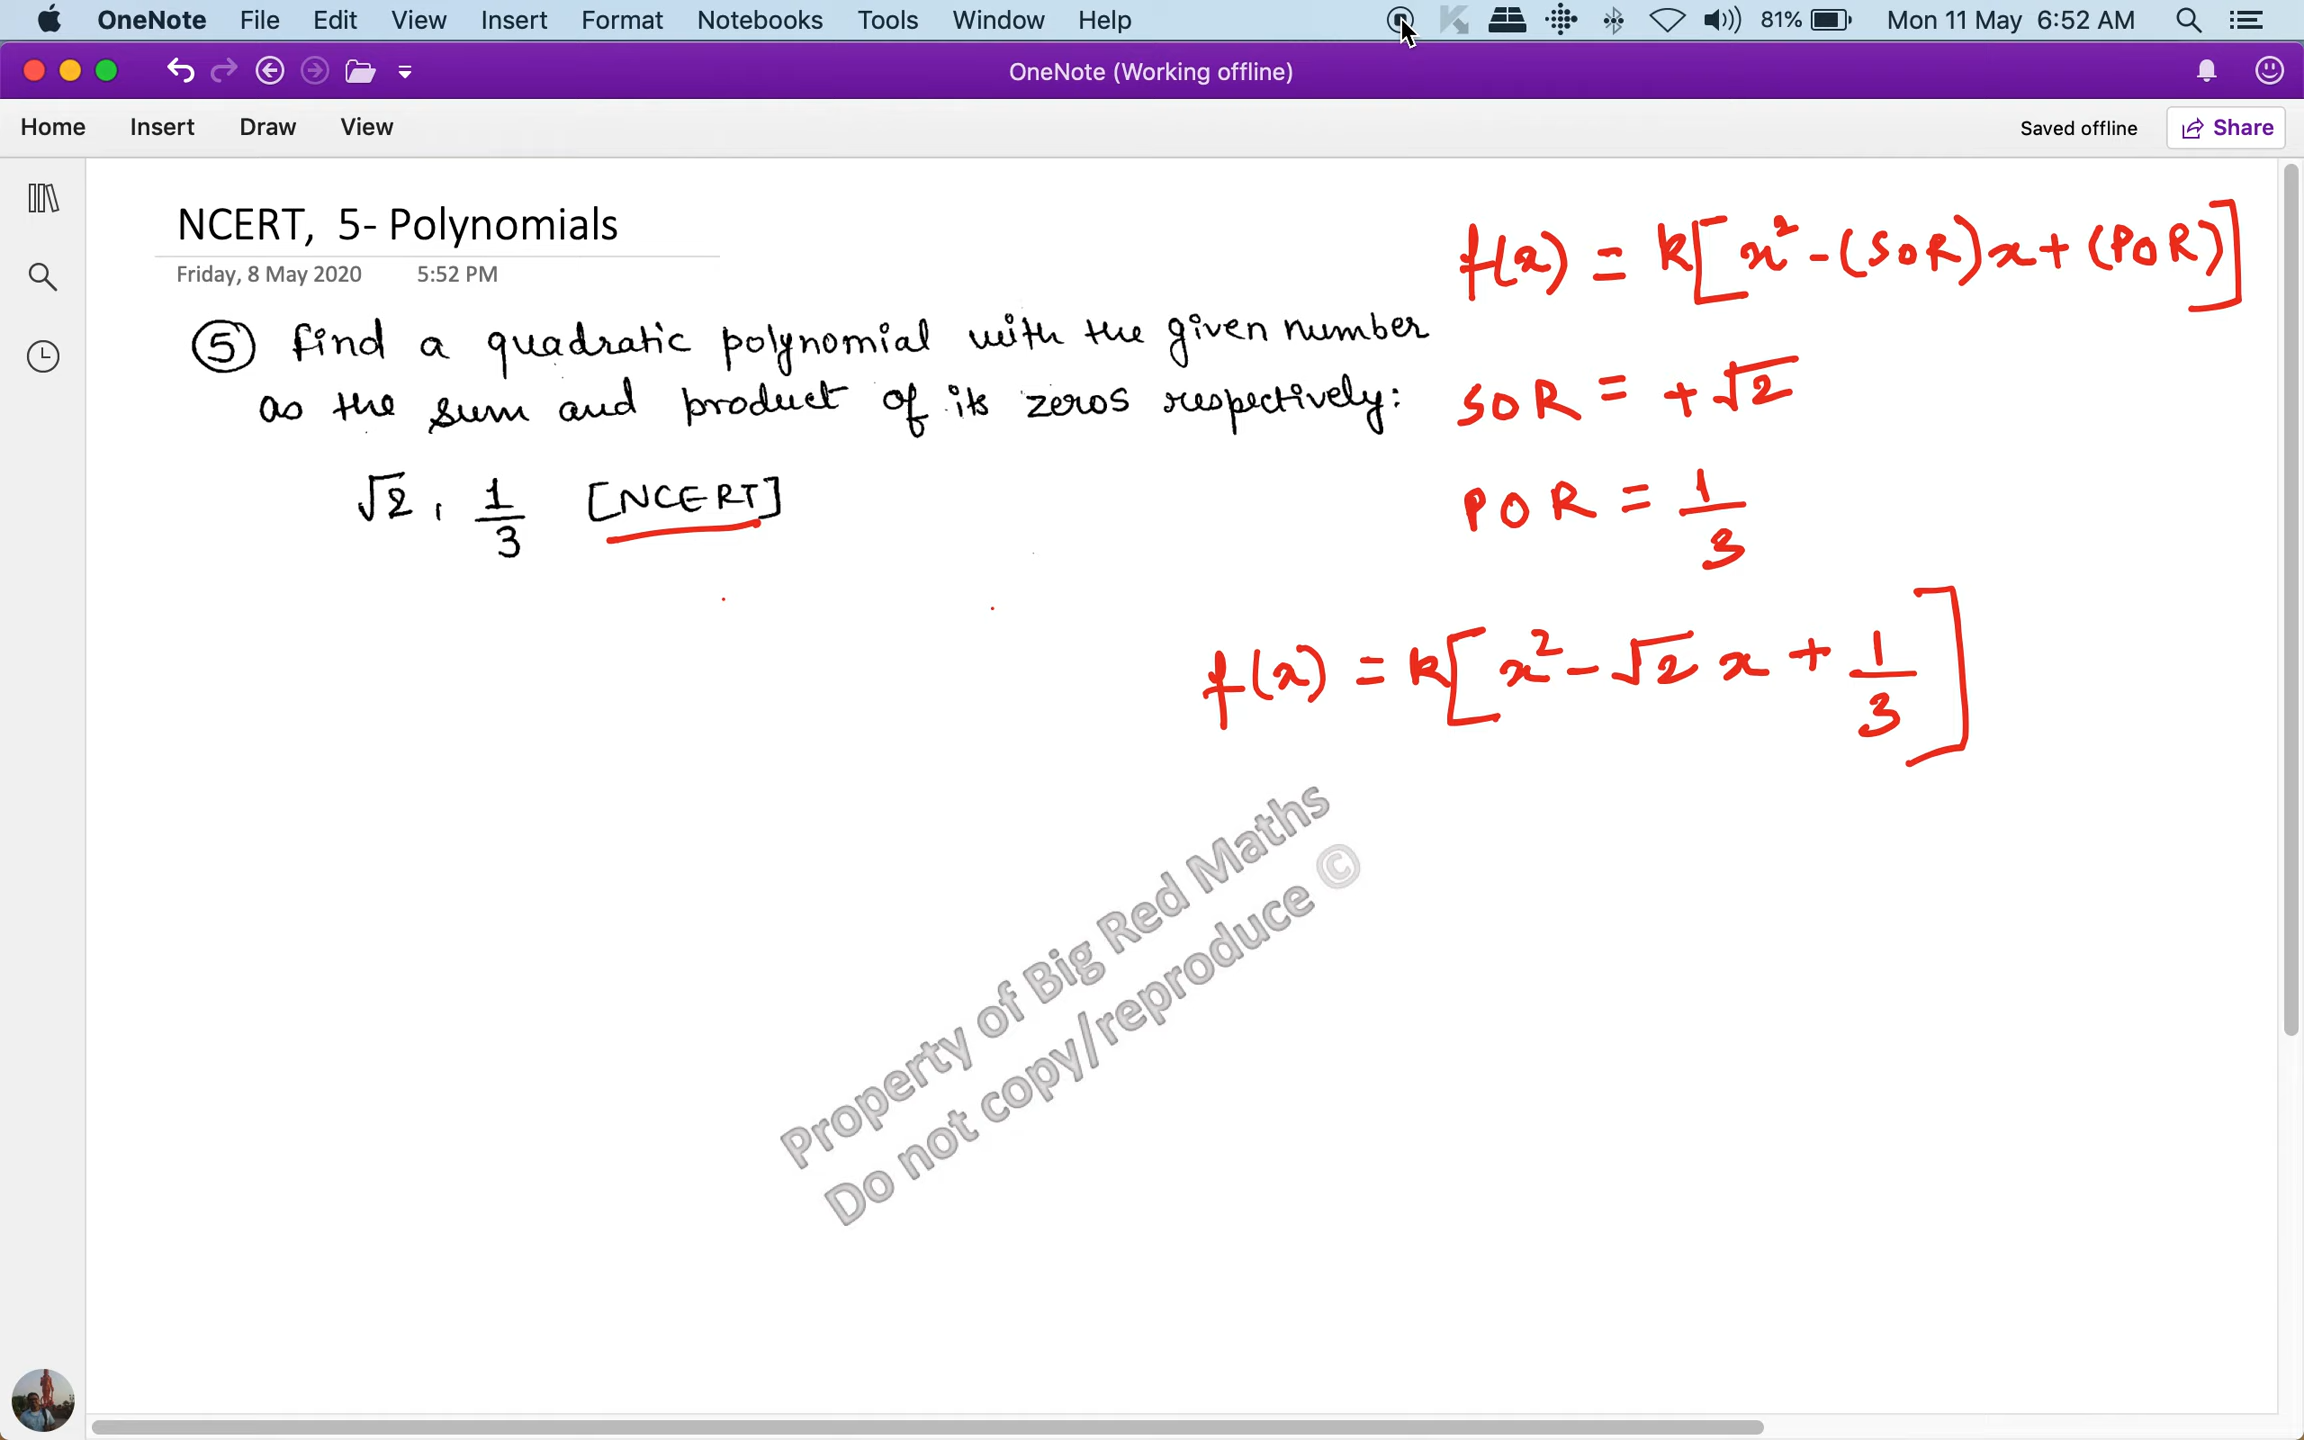 OneNote File Edit View Insert Format Notebooks Tools Window Help 81% Mon 11 May 6:52 AM
OneNote (Working offline)
Home Insert Draw View Saved offline Share
NCERT, 5- Polynomials
Friday, 8 May 2020 5:52 PM
f(x) = k[x² - (SOR)x + (POR)]
⑤ find a quadratic polynomial with the given number
as the sum and product of its zeros respectively:
√2, 1/3 [NCERT]
SOR = +√2
POR = 1/3
f(x) = k[x² - √2 x + 1/3]
Property of Big Red Maths
Do not copy/reproduce ©